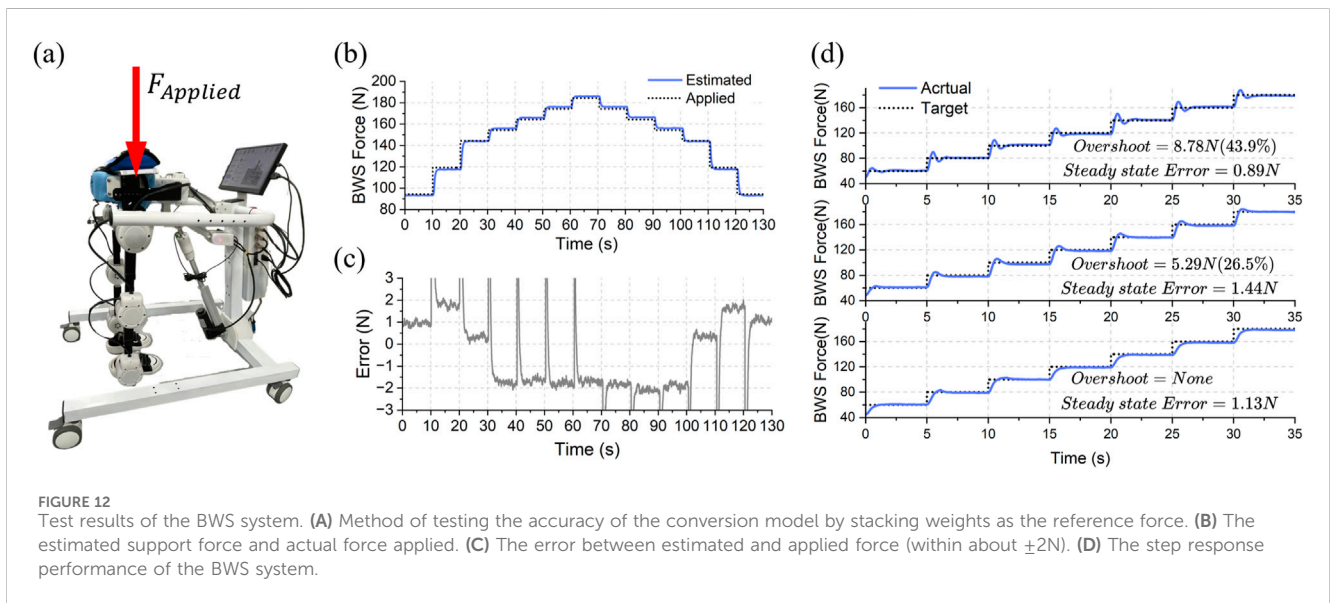 (a)
F_Applied
(b)
BWS Force (N)
200
180
160
140
120
100
80
Estimated
Applied
0 10 20 30 40 50 60 70 80 90 100 110 120 130
Time (s)
(c)
Error (N)
3
2
1
0
−1
−2
−3
0 10 20 30 40 50 60 70 80 90 100 110 120 130
Time (s)
(d)
Acrtual
Target
BWS Force(N)
160
120
80
40
Overshoot = 8.78N(43.9%)
Steady state Error = 0.89N
0 5 10 15 20 25 30 35
BWS Force(N)
160
120
80
40
Overshoot = 5.29N(26.5%)
Steady state Error = 1.44N
0 5 10 15 20 25 30 35
BWS Force(N)
160
120
80
40
Overshoot = None
Steady state Error = 1.13N
0 5 10 15 20 25 30 35
Time (s)
FIGURE 12
Test results of the BWS system. (A) Method of testing the accuracy of the conversion model by stacking weights as the reference force. (B) The
estimated support force and actual force applied. (C) The error between estimated and applied force (within about ±2N). (D) The step response
performance of the BWS system.